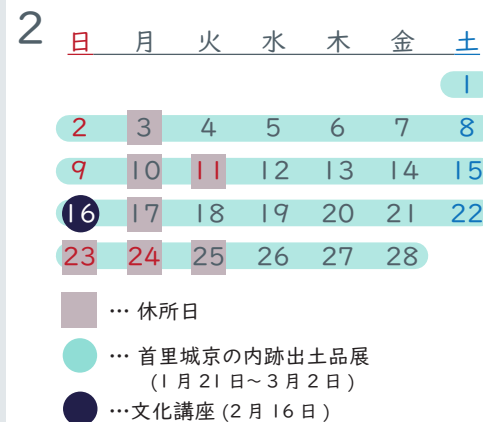 2
日 月 火 水 木 金 土
1
2 3 4 5 6 7 8
9 10 11 12 13 14 15
16 17 18 19 20 21 22
23 24 25 26 27 28
… 休所日
… 首里城京の内跡出土品展
(1月21日~3月2日)
…文化講座(2月16日)